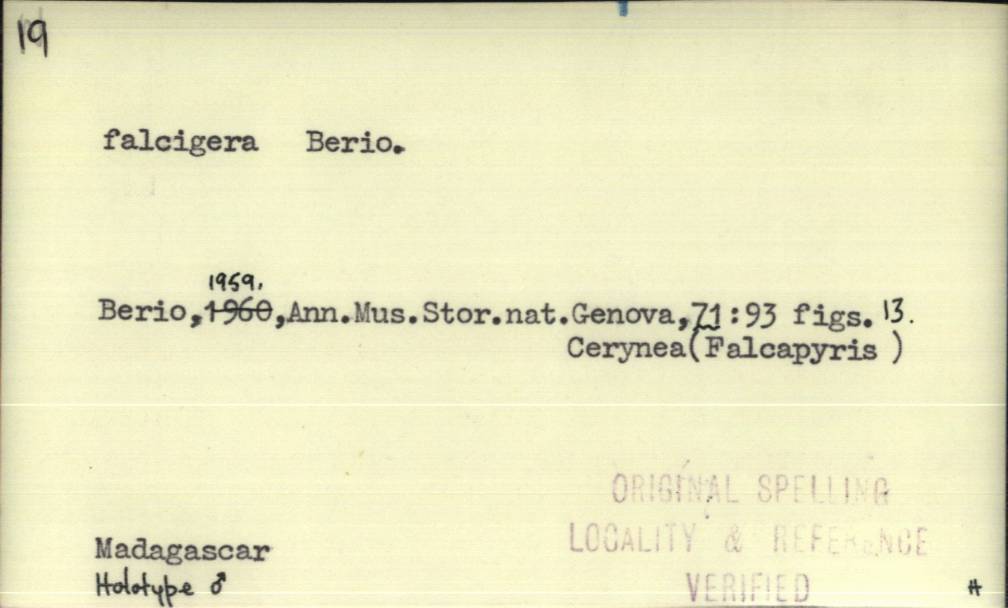 19
falcigera Berio.
1959.
Berio,1960,Ann.Mus.Stor.nat.Genova,71:93 figs. 13.
Cerynea(Falcapyris )
ORIGINAL SPELLING
LOCALITY & REFERENCE
VERIFIED
Madagascar
Holotype ♂
H